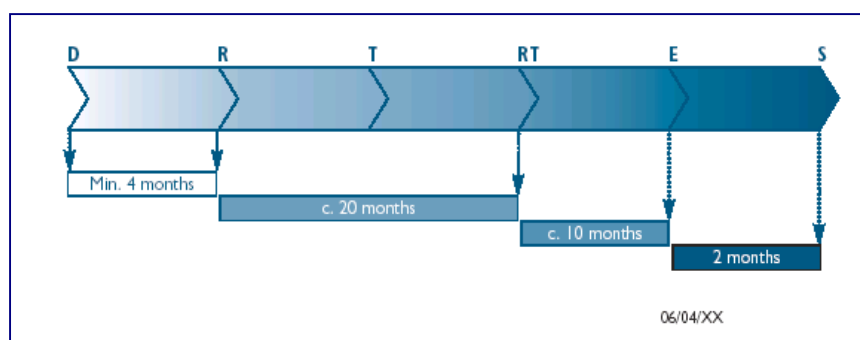 D R T RT E S
Min. 4 months
c. 20 months
c. 10 months
2 months
06/04/XX